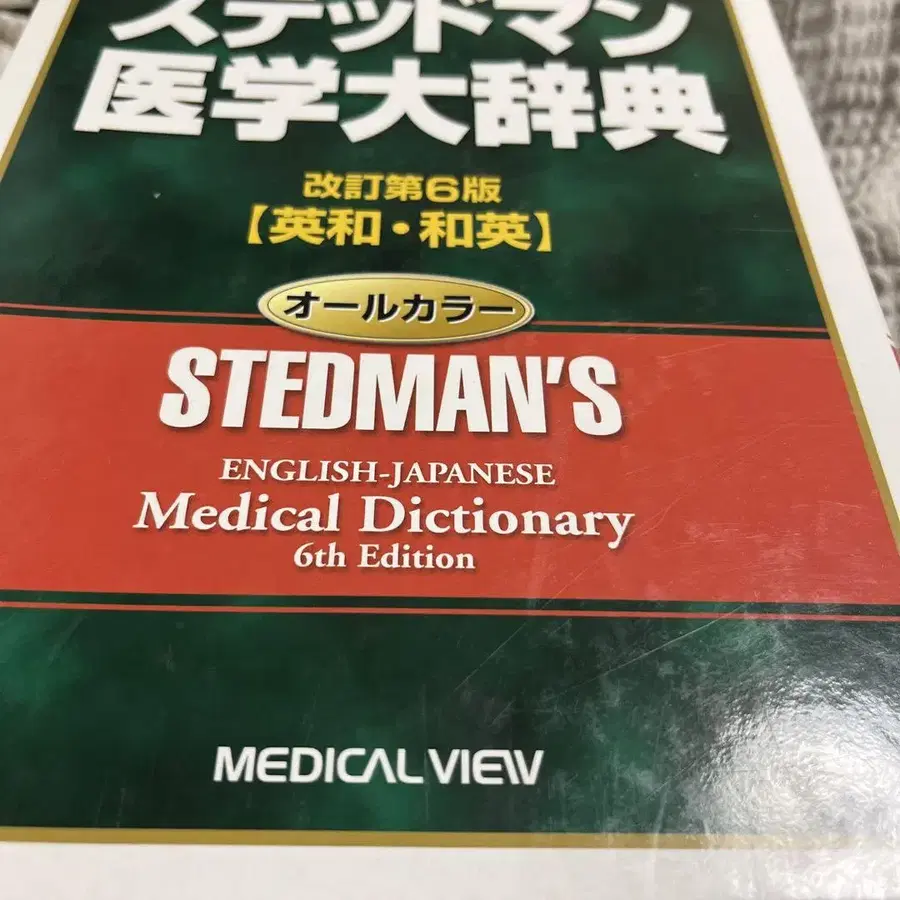 ステッドマン
医学大辞典
改訂第6版
【英和・和英】
オールカラー
STEDMAN'S
ENGLISH-JAPANESE
Medical Dictionary
6th Edition
MEDICAL VIEW